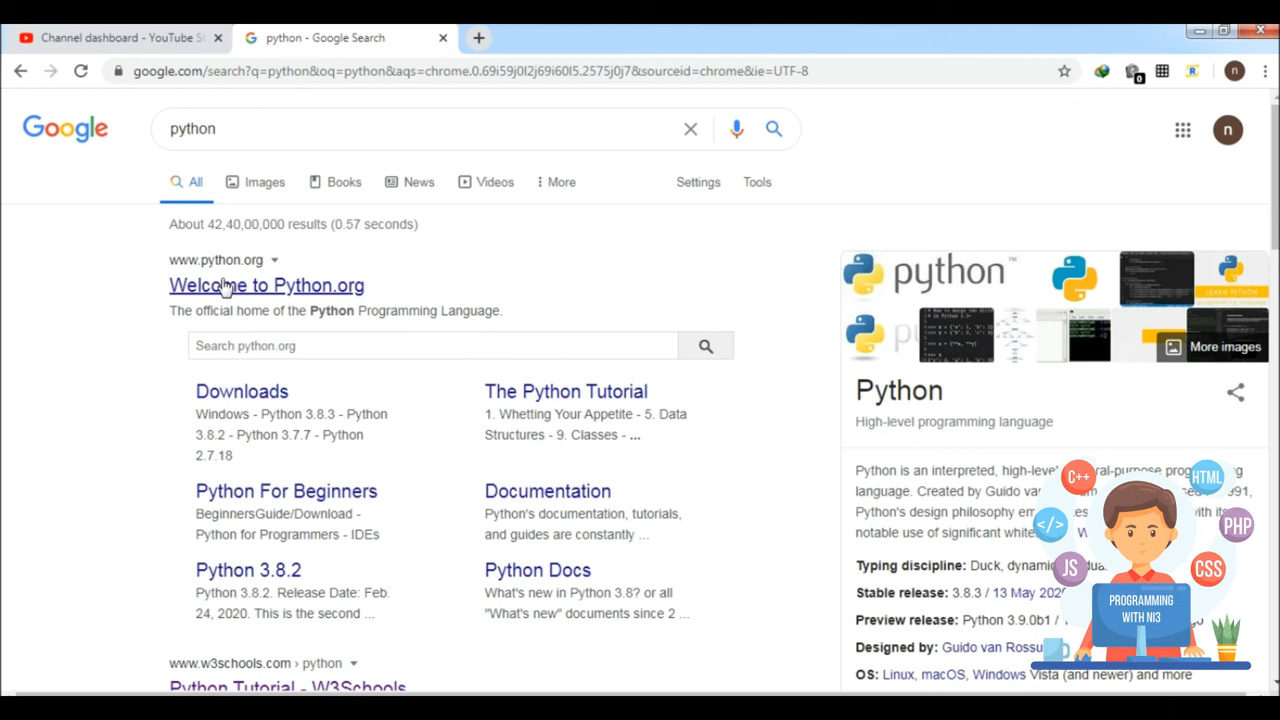 Channel dashboard - YouTube St
python - Google Search
google.com/search?q=python&oq=python&aqs=chrome.0.69i59j0l2j69i60l5.2575j0j7&sourceid=chrome&ie=UTF-8
0
n
Google
python
n
All
Images
Books
News
Videos
More
Settings
Tools
About 42,40,00,000 results (0.57 seconds)
www.python.org
Welcome to Python.org
The official home of the Python Programming Language.
Search python.org
Downloads
Windows - Python 3.8.3 - Python
3.8.2 - Python 3.7.7 - Python
2.7.18
The Python Tutorial
1. Whetting Your Appetite - 5. Data
Structures - 9. Classes - ...
Python For Beginners
BeginnersGuide/Download -
Python for Programmers - IDEs
Documentation
Python's documentation, tutorials,
and guides are constantly ...
Python 3.8.2
Python 3.8.2. Release Date: Feb.
24, 2020. This is the second ...
Python Docs
What's new in Python 3.8? or all
"What's new" documents since 2 ...
www.w3schools.com › python
Python Tutorial - W3Schools
python™
More images
Python
High-level programming language
Python is an interpreted, high-level
language. Created by Guido van
Python's design philosophy
notable use of significant
Typing discipline: Duck, dynamic
Stable release: 3.8.3 / 13 May 2020
Preview release: Python 3.9.0b1 /
Designed by: Guido van Rossu
OS: Linux, macOS, Windows Vista (and newer) and more
C++
HTML
</>
PHP
JS
CSS
PROGRAMMING
WITH NI3